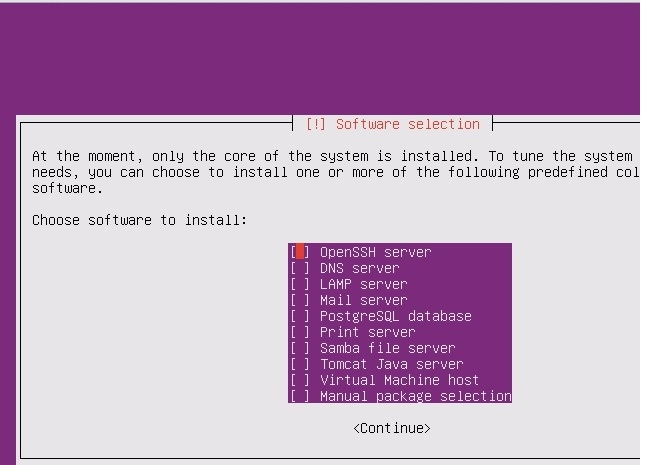 [!] Software selection
At the moment, only the core of the system is installed. To tune the system
needs, you can choose to install one or more of the following predefined col
software.
Choose software to install:
[ ] OpenSSH server
[ ] DNS server
[ ] LAMP server
[ ] Mail server
[ ] PostgreSQL database
[ ] Print server
[ ] Samba file server
[ ] Tomcat Java server
[ ] Virtual Machine host
[ ] Manual package selection
<Continue>